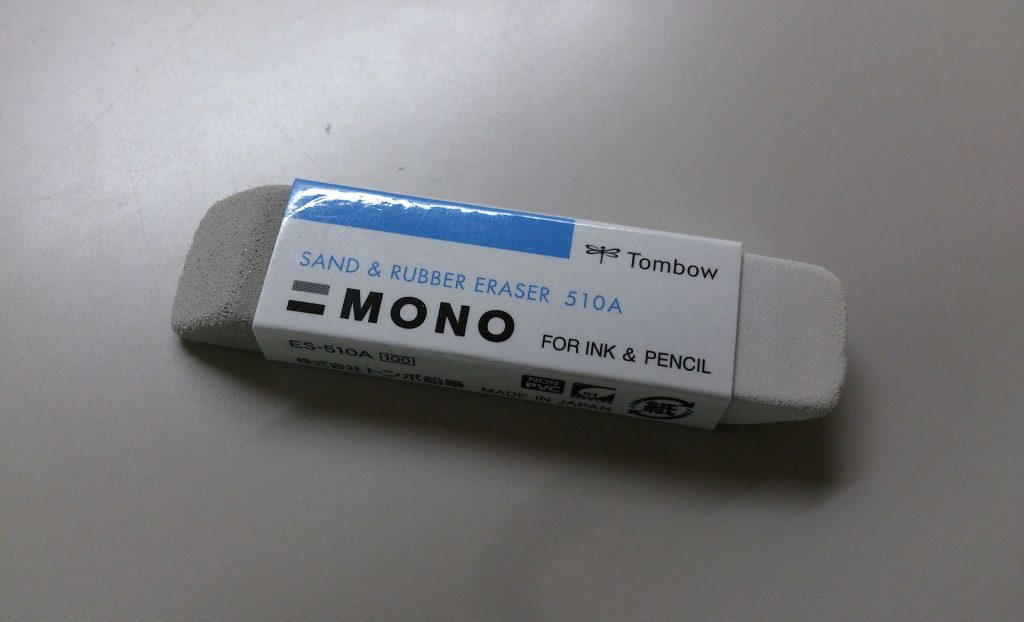 Tombow
SAND & RUBBER ERASER 510A
MONO
FOR INK & PENCIL
ES-510A 100
株式会社 トンボ鉛筆
MADE IN JAPAN
NON
PVC
01
紙